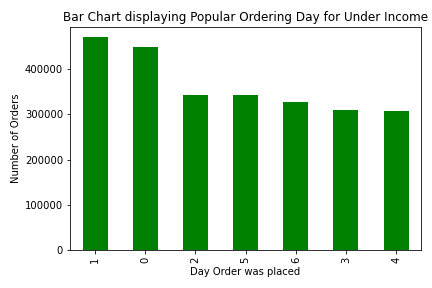 Bar Chart displaying Popular Ordering Day for Under Income
400000
300000
200000
100000
0
Number of Orders
1 0 2 5 6 3 4
Day Order was placed